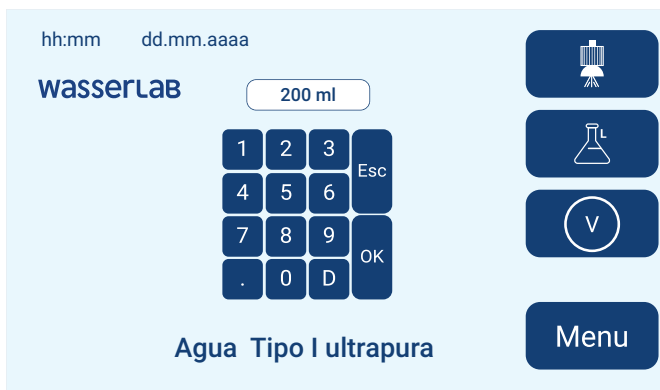 hh:mm dd.mm.aaaa
wasserLaB
200 ml
1 2 3 Esc
4 5 6
7 8 9 OK
. 0 D
Agua Tipo I ultrapura
L
V
Menu